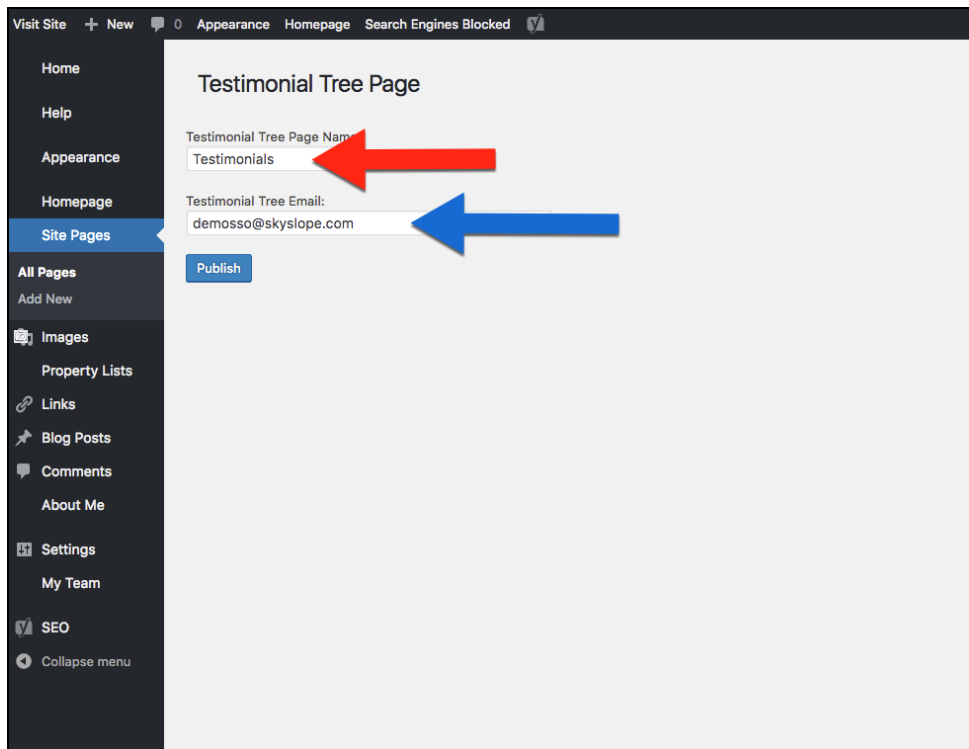 Visit Site + New 0 Appearance Homepage Search Engines Blocked
Home
Help
Appearance
Homepage
Site Pages
All Pages
Add New
Images
Property Lists
Links
Blog Posts
Comments
About Me
Settings
My Team
SEO
Collapse menu
Testimonial Tree Page
Testimonial Tree Page Name
Testimonials
Testimonial Tree Email:
demosso@skyslope.com
Publish